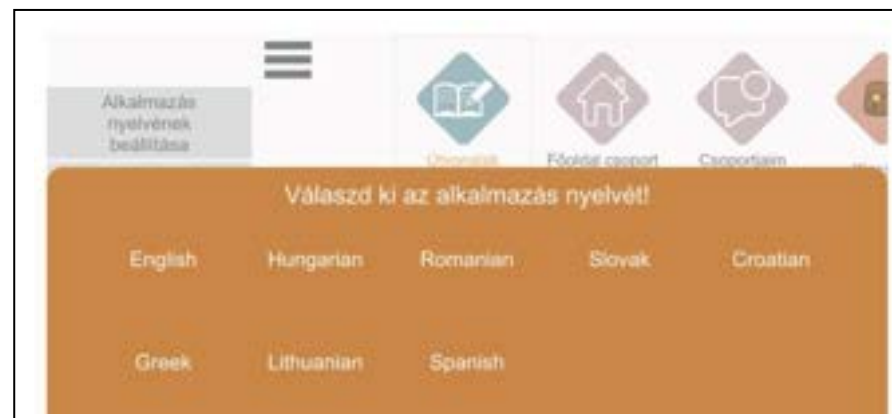 Alkalmazás
nyelvének
beállítása
Útvonalak Főoldal csoport Csoportjaim
Válaszd ki az alkalmazás nyelvét!
English Hungarian Romanian Slovak Croatian
Greek Lithuanian Spanish